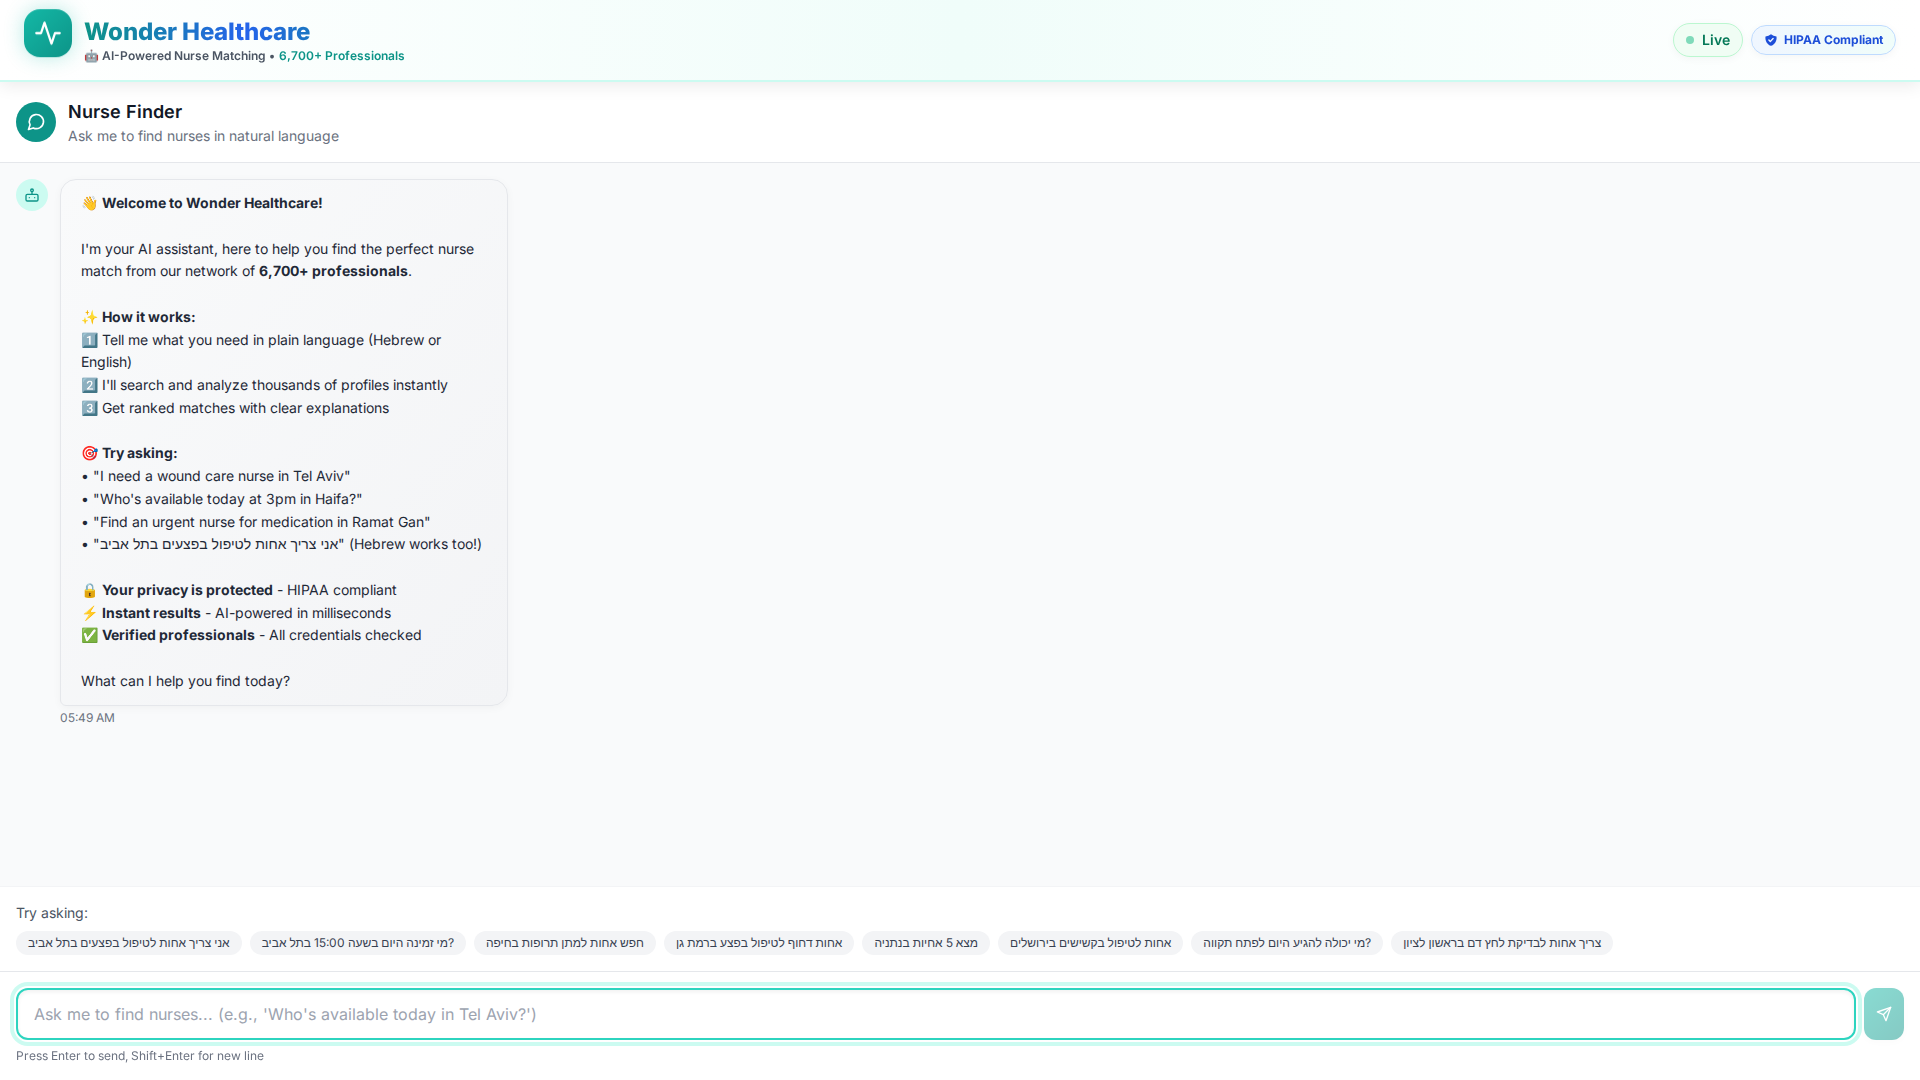 Wonder Healthcare
🤖 AI-Powered Nurse Matching • 6,700+ Professionals
Live
HIPAA Compliant
Nurse Finder
Ask me to find nurses in natural language
👋 Welcome to Wonder Healthcare!
I'm your AI assistant, here to help you find the perfect nurse
match from our network of 6,700+ professionals.
✨ How it works:
1️⃣ Tell me what you need in plain language (Hebrew or
English)
2️⃣ I'll search and analyze thousands of profiles instantly
3️⃣ Get ranked matches with clear explanations
🎯 Try asking:
• "I need a wound care nurse in Tel Aviv"
• "Who's available today at 3pm in Haifa?"
• "Find an urgent nurse for medication in Ramat Gan"
• "אני צריך אחות לטיפול בפצעים בתל אביב" (Hebrew works too!)
🔒 Your privacy is protected - HIPAA compliant
⚡ Instant results - AI-powered in milliseconds
✅ Verified professionals - All credentials checked
What can I help you find today?
05:49 AM
Try asking:
אני צריך אחות לטיפול בפצעים בתל אביב
מי זמינה היום בשעה 15:00 בתל אביב?
חפש אחות למתן תרופות בחיפה
אחות דחוף לטיפול בפצע ברמת גן
מצא 5 אחיות בנתניה
אחות לטיפול בקשישים בירושלים
מי יכולה להגיע היום לפתח תקווה?
צריך אחות לבדיקת לחץ דם בראשון לציון
Ask me to find nurses... (e.g., 'Who's available today in Tel Aviv?')
Press Enter to send, Shift+Enter for new line